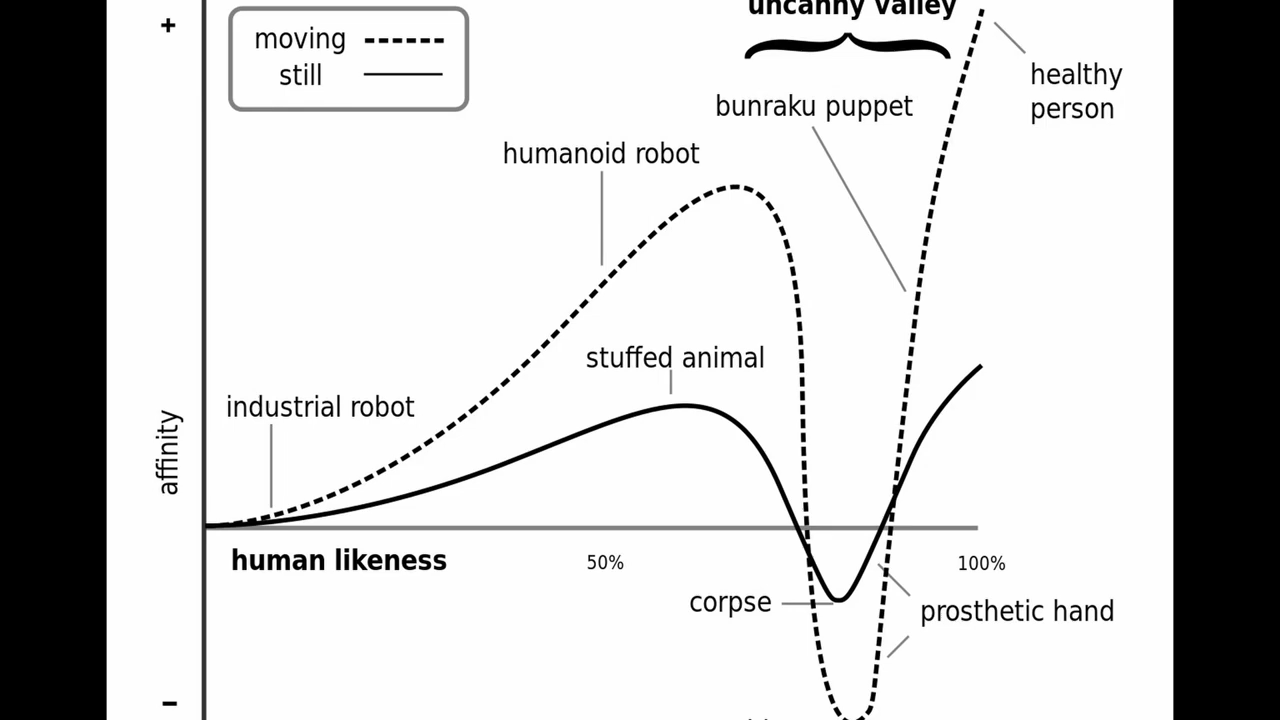 uncanny valley
+
moving
still
healthy
person
bunraku puppet
humanoid robot
stuffed animal
industrial robot
affinity
human likeness
50%
100%
corpse
prosthetic hand
−